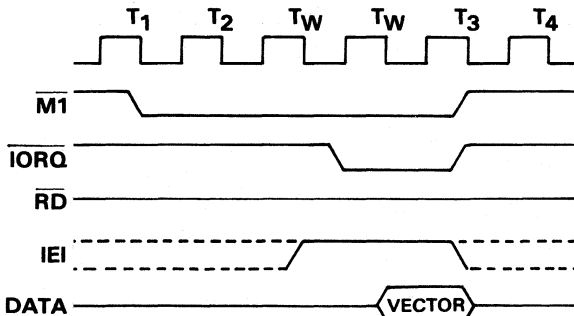 T1 T2 TW TW T3 T4
M1
IORQ
RD
IEI
DATA
VECTOR